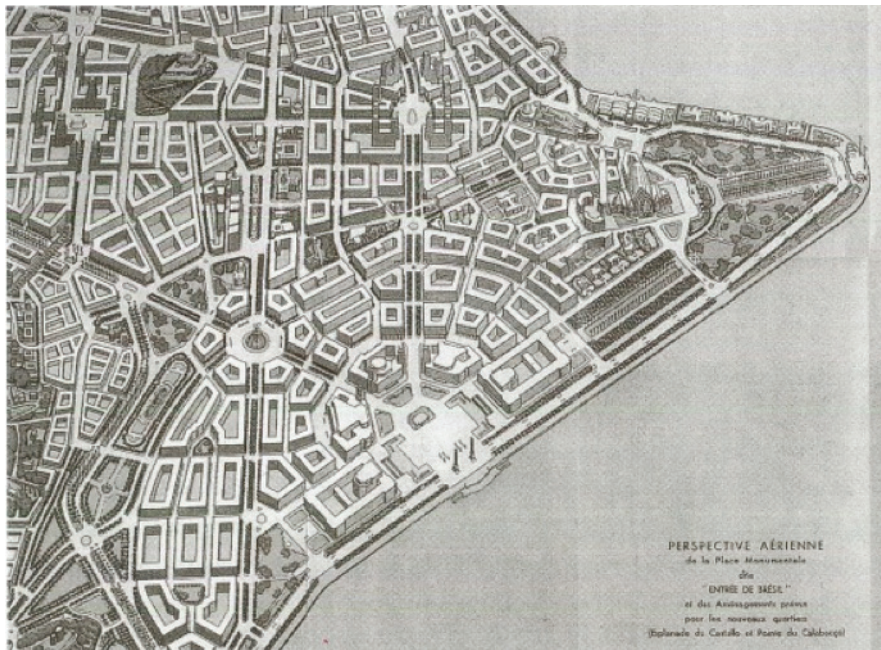 PERSPECTIVE AÉRIENNE
de la Place Monumentale
dite
"ENTRÉE DE BRÉSIL"
et des Aménagements prévus
pour les nouveaux quartiers
(Esplanade du Castello et Pointe du Calabouço)